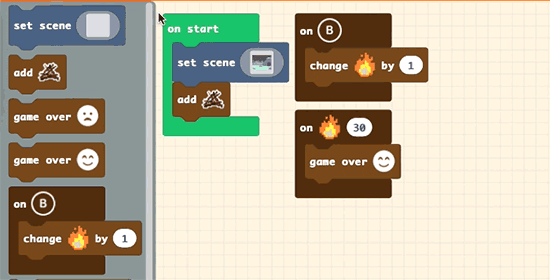 set scene
add
game over
game over
on B
change by 1
on start
set scene
add
on B
change by 1
on 30
game over